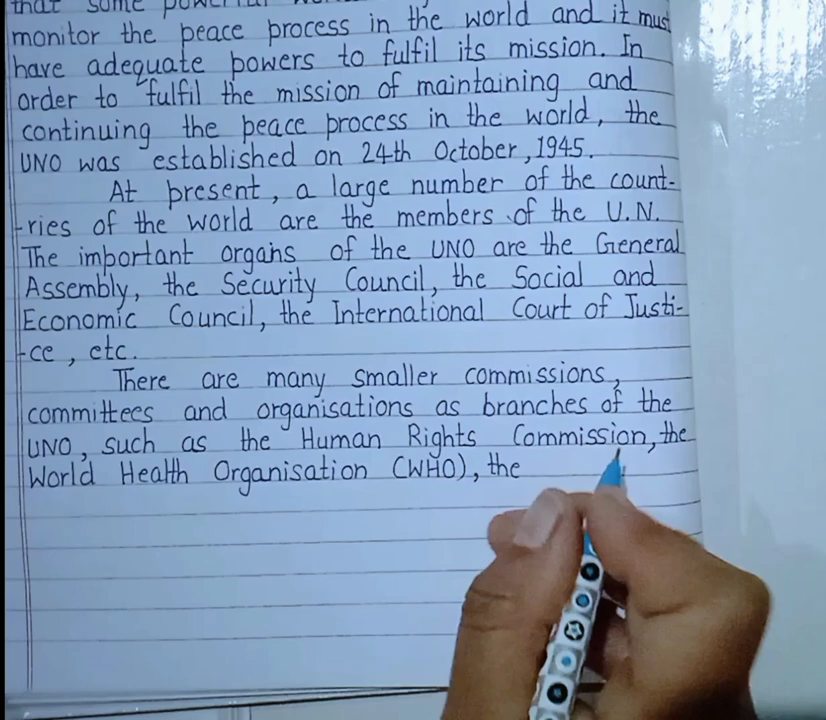 that some
monitor the peace process in the world and it must
have adequate powers to fulfil its mission. In
order to fulfil the mission of maintaining and
continuing the peace process in the world, the
UNO was established on 24th October, 1945.
At present, a large number of the count-
-ries of the world are the members of the U.N.
The important organs of the UNO are the General
Assembly, the Security Council, the Social and
Economic Council, the International Court of Justi-
-ce, etc.
There are many smaller commissions,
committees and organisations as branches of the
UNO, such as the Human Rights Commission, the
World Health Organisation (WHO), the